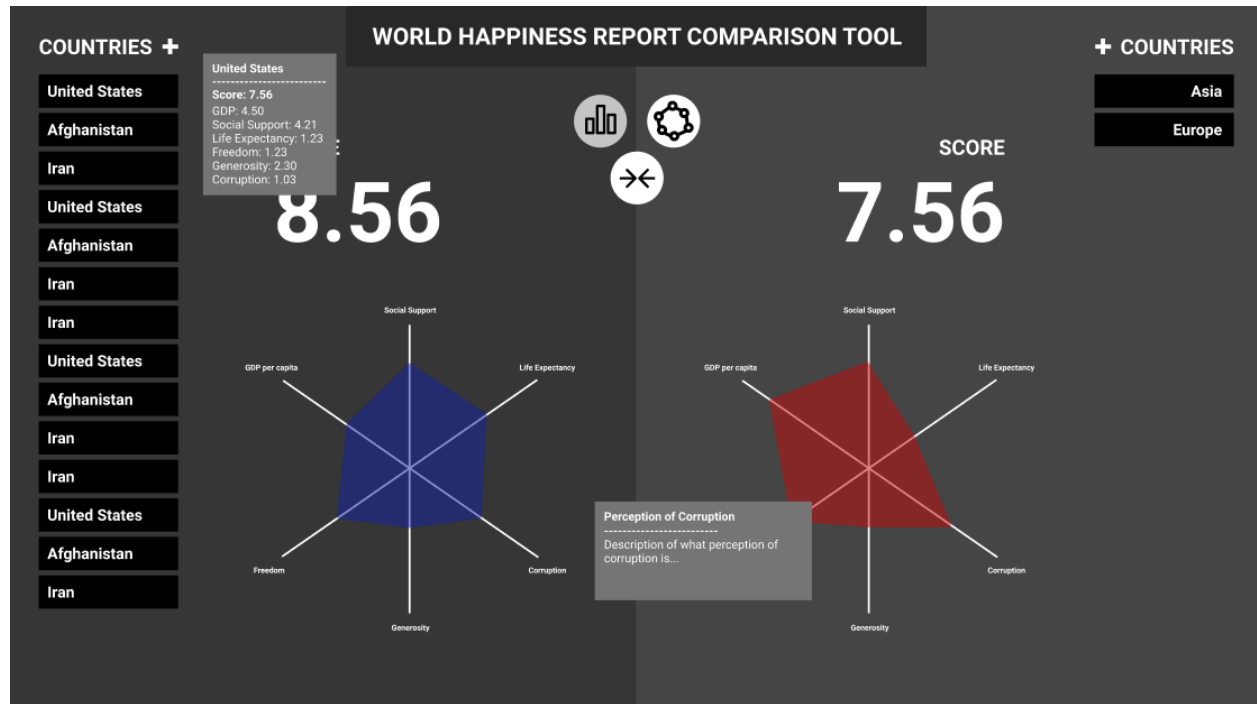 WORLD HAPPINESS REPORT COMPARISON TOOL
COUNTRIES +
United States
Afghanistan
Iran
United States
Afghanistan
Iran
Iran
United States
Afghanistan
Iran
Iran
United States
Afghanistan
Iran
United States
-------------------------
Score: 7.56
GDP: 4.50
Social Support: 4.21
Life Expectancy: 1.23
Freedom: 1.23
Generosity: 2.30
Corruption: 1.03
8.56
Social Support
GDP per capita
Life Expectancy
Freedom
Corruption
Generosity
SCORE
7.56
Social Support
GDP per capita
Life Expectancy
Corruption
Generosity
Perception of Corruption
-------------------------
Description of what perception of
corruption is...
+ COUNTRIES
Asia
Europe